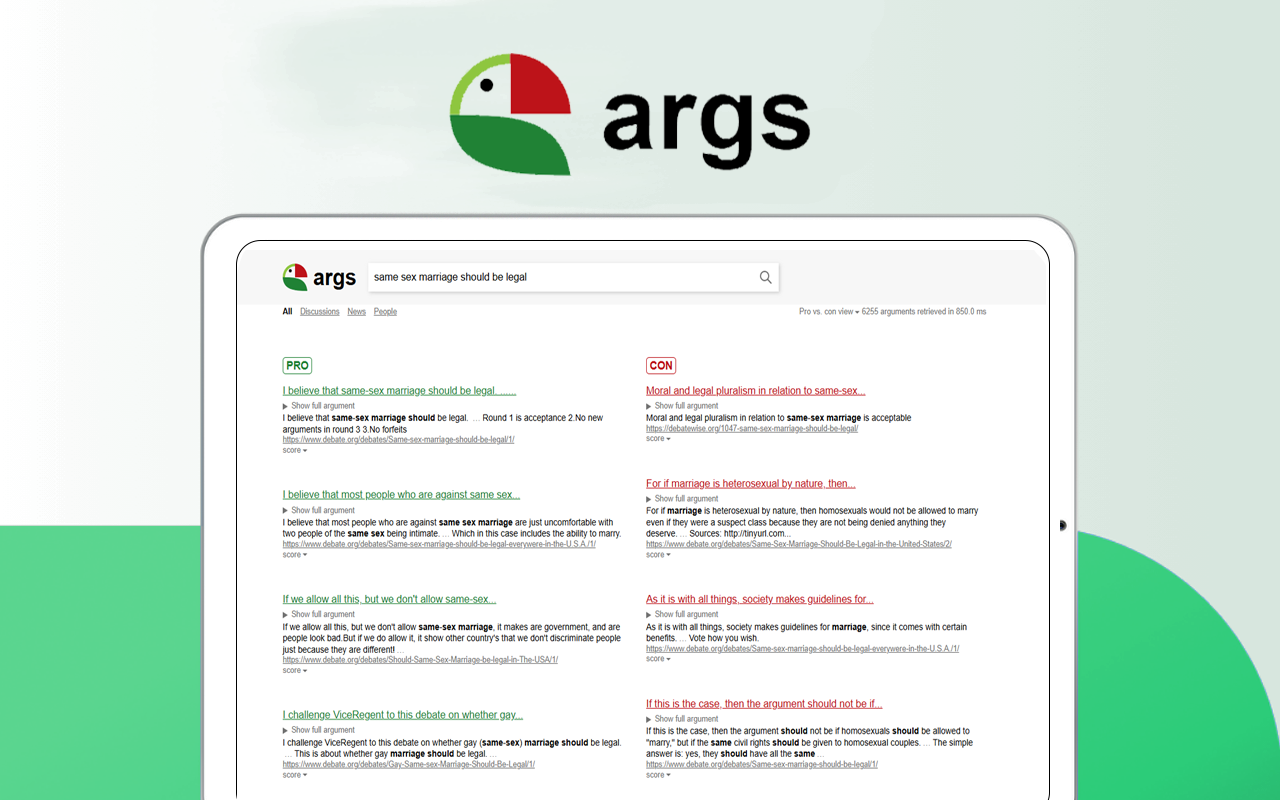 args
args
same sex marriage should be legal
All Discussions News People
Pro vs. con view 6255 arguments retrieved in 850.0 ms
PRO
I believe that same-sex marriage should be legal. ......
Show full argument
I believe that same-sex marriage should be legal. ... Round 1 is acceptance 2.No new
arguments in round 3 3.No forfeits
https://www.debate.org/debates/Same-sex-marriage-should-be-legal/1/
score
I believe that most people who are against same sex...
Show full argument
I believe that most people who are against same sex marriage are just uncomfortable with
two people of the same sex being intimate. ... Which in this case includes the ability to marry.
https://www.debate.org/debates/Same-sex-marriage-should-be-legal-everywere-in-the-U.S.A./1/
score
If we allow all this, but we don't allow same-sex...
Show full argument
If we allow all this, but we don't allow same-sex marriage, it makes are government, and are
people look bad.But if we do allow it, it show other country's that we don't discriminate people
just because they are different! ...
https://www.debate.org/debates/Should-Same-Sex-Marriage-be-legal-in-The-USA/1/
score
I challenge ViceRegent to this debate on whether gay...
Show full argument
I challenge ViceRegent to this debate on whether gay (same-sex) marriage should be legal.
... This is about whether gay marriage should be legal....
https://www.debate.org/debates/Gay-Same-sex-Marriage-Should-Be-Legal/1/
score
CON
Moral and legal pluralism in relation to same-sex...
Show full argument
Moral and legal pluralism in relation to same-sex marriage is acceptable
https://debatewise.org/1047-same-sex-marriage-should-be-legal/
score
For if marriage is heterosexual by nature, then...
Show full argument
For if marriage is heterosexual by nature, then homosexuals would not be allowed to marry
even if they were a suspect class because they are not being denied anything they
deserve. ... Sources: http://tinyurl.com...
https://www.debate.org/debates/Same-Sex-Marriage-Should-Be-Legal-in-the-United-States/2/
score
As it is with all things, society makes guidelines for...
Show full argument
As it is with all things, society makes guidelines for marriage, since it comes with certain
benefits. ... Vote how you wish.
https://www.debate.org/debates/Same-sex-marriage-should-be-legal-everywere-in-the-U.S.A./1/
score
If this is the case, then the argument should not be if...
Show full argument
If this is the case, then the argument should not be if homosexuals should be allowed to
"marry," but if the same civil rights should be given to homosexual couples. ... The simple
answer is: yes, they should have all the same ...
https://www.debate.org/debates/Same-sex-marriage-should-be-legal/1/
score